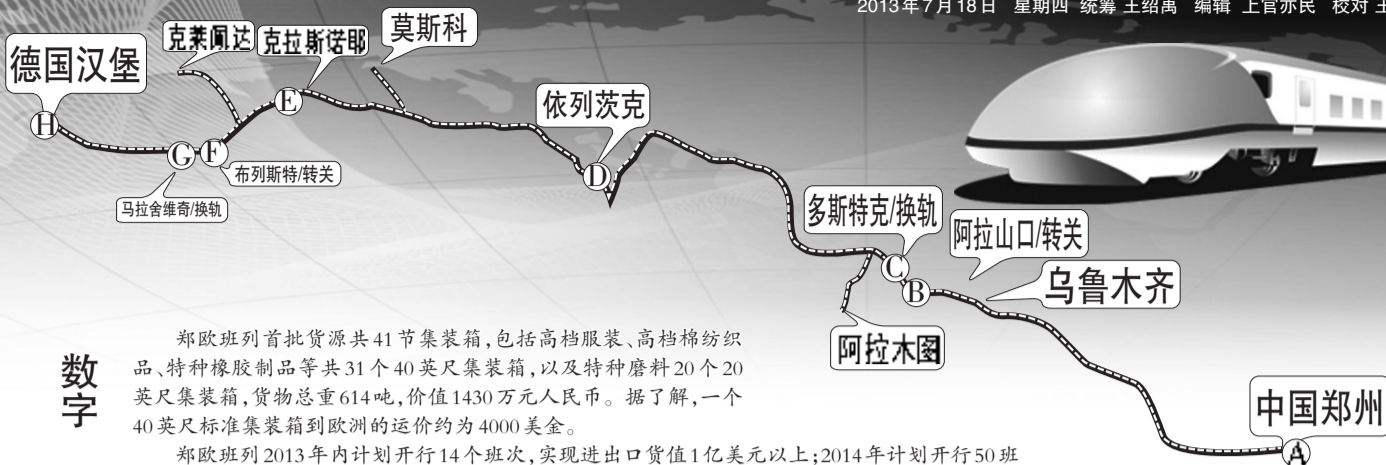 2013年7月18日 星期四 统筹 王绍禹 编辑 上官亦民 校对 王
克莱佩达
克拉斯诺耶
莫斯科
德国汉堡
依列茨克
H
E
G
F
D
布列斯特/转关
马拉舍维奇/换轨
多斯特克/换轨
阿拉山口/转关
C
B
乌鲁木齐
阿拉木图
中国郑州
A
数字
郑欧班列首批货源共41节集装箱,包括高档服装、高档棉纺织
品、特种橡胶制品等共31个40英尺集装箱,以及特种磨料20个20
英尺集装箱,货物总重614吨,价值1430万元人民币。据了解,一个
40英尺标准集装箱到欧洲的运价约为4000美金。
郑欧班列2013年内计划开行14个班次,实现进出口货值1亿美元以上;2014年计划开行50班